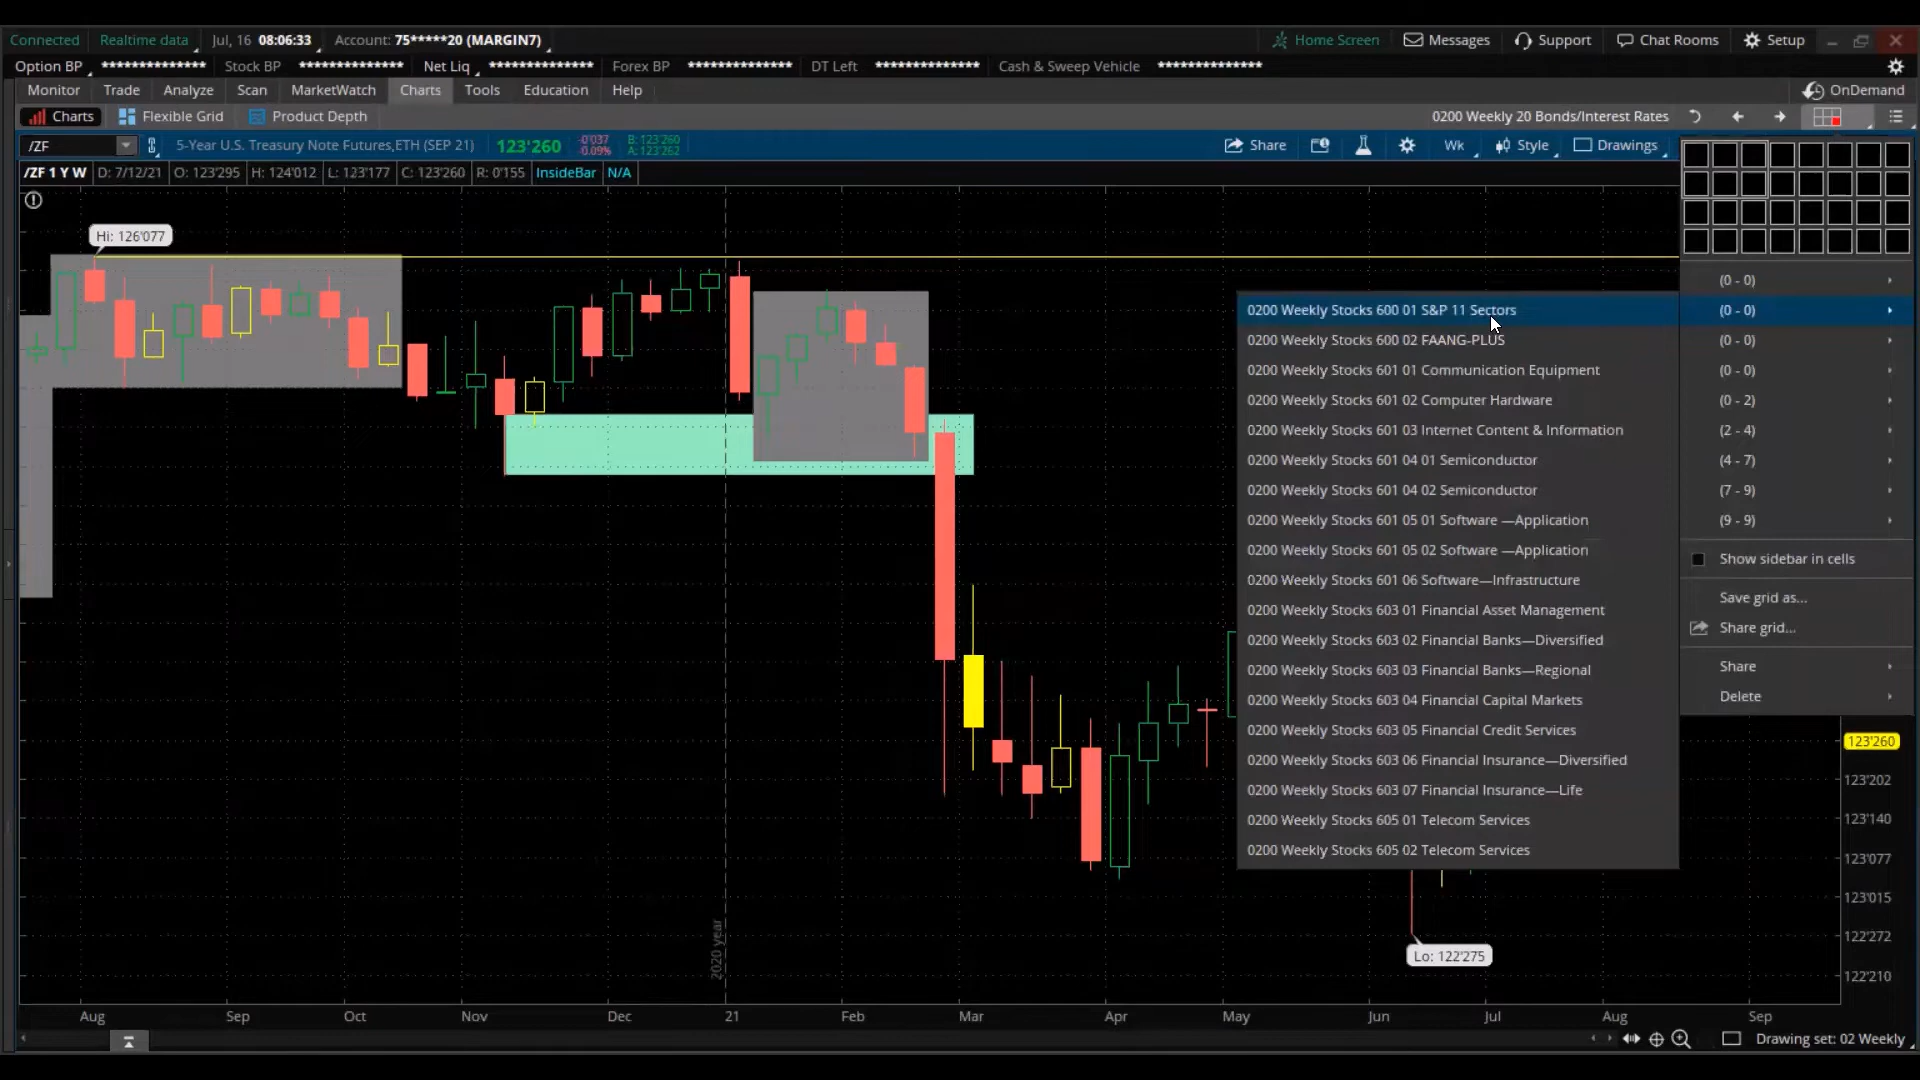 Connected Realtime data Jul, 16 08:06:33 Account: 75*****20 (MARGIN7) Home Screen Messages Support Chat Rooms Setup
Option BP ************** Stock BP ************** Net Liq ************** Forex BP ************** DT Left ************** Cash & Sweep Vehicle **************
Monitor Trade Analyze Scan MarketWatch Charts Tools Education Help OnDemand
Charts Flexible Grid Product Depth 0200 Weekly 20 Bonds/Interest Rates
/ZF 5-Year U.S. Treasury Note Futures,ETH (SEP 21) 123'260 -0'037 B: 123'260 Share Wk Style Drawings
-0.09% A: 123'262
/ZF 1 Y W D: 7/12/21 O: 123'295 H: 124'012 L: 123'177 C: 123'260 R: 0'155 InsideBar N/A
Hi: 126'077
(0 - 0)
0200 Weekly Stocks 600 01 S&P 11 Sectors (0 - 0)
0200 Weekly Stocks 600 02 FAANG-PLUS (0 - 0)
0200 Weekly Stocks 601 01 Communication Equipment (0 - 0)
0200 Weekly Stocks 601 02 Computer Hardware (0 - 2)
0200 Weekly Stocks 601 03 Internet Content & Information (2 - 4)
0200 Weekly Stocks 601 04 01 Semiconductor (4 - 7)
0200 Weekly Stocks 601 04 02 Semiconductor (7 - 9)
0200 Weekly Stocks 601 05 01 Software —Application (9 - 9)
0200 Weekly Stocks 601 05 02 Software —Application Show sidebar in cells
0200 Weekly Stocks 601 06 Software—Infrastructure Save grid as...
0200 Weekly Stocks 603 01 Financial Asset Management Share grid...
0200 Weekly Stocks 603 02 Financial Banks—Diversified
0200 Weekly Stocks 603 03 Financial Banks—Regional Share
0200 Weekly Stocks 603 04 Financial Capital Markets Delete
0200 Weekly Stocks 603 05 Financial Credit Services 123'260
0200 Weekly Stocks 603 06 Financial Insurance—Diversified
0200 Weekly Stocks 603 07 Financial Insurance—Life 123'202
0200 Weekly Stocks 605 01 Telecom Services 123'140
0200 Weekly Stocks 605 02 Telecom Services 123'077
123'015
2020 year
122'272
Lo: 122'275
122'210
Aug Sep Oct Nov Dec 21 Feb Mar Apr May Jun Jul Aug Sep
Drawing set: 02 Weekly